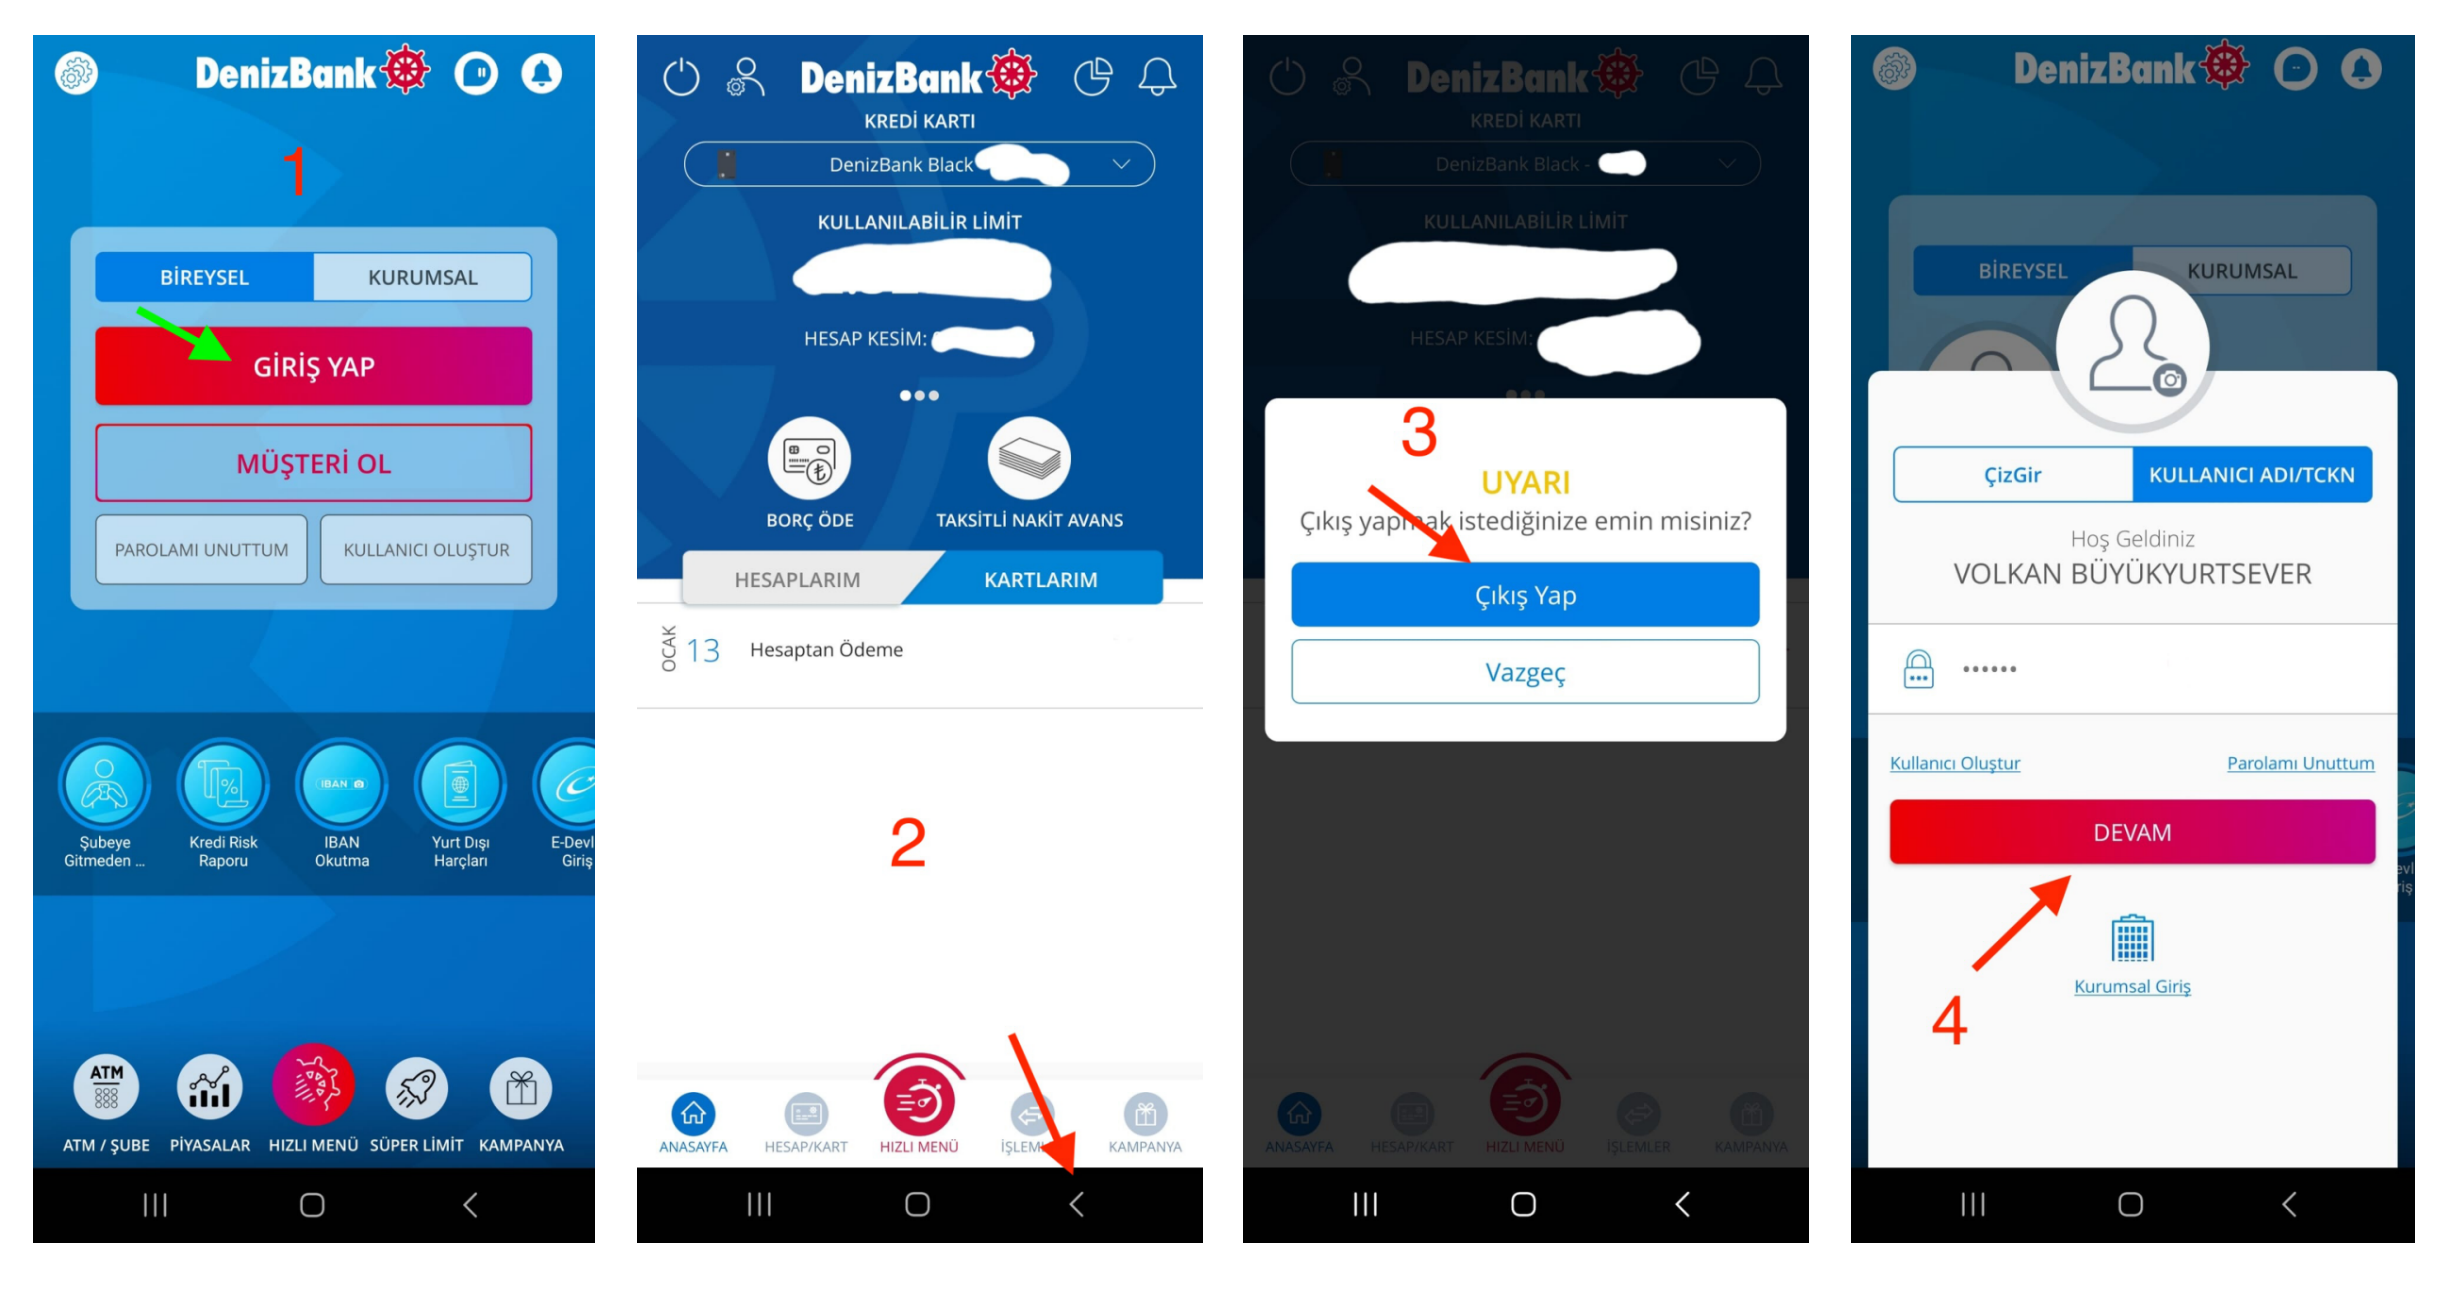 DenizBank
1
BİREYSEL KURUMSAL
GİRİŞ YAP
MÜŞTERİ OL
PAROLAMI UNUTTUM KULLANICI OLUŞTUR
Şubeye Gitmeden ...
Kredi Risk Raporu
IBAN
IBAN Okutma
Yurt Dışı Harçları
E-Devl
Giriş
ATM
ATM / ŞUBE PİYASALAR HIZLI MENÜ SÜPER LİMİT KAMPANYA
DenizBank
KREDİ KARTI
DenizBank Black
KULLANILABİLİR LİMİT
HESAP KESİM:
BORÇ ÖDE TAKSİTLİ NAKİT AVANS
HESAPLARIM KARTLARIM
OCAK 13 Hesaptan Ödeme
2
ANASAYFA HESAP/KART HIZLI MENÜ İŞLEML KAMPANYA
DenizBank
KREDİ KARTI
DenizBank Black -
KULLANILABİLİR LİMİT
HESAP KESİM:
3
UYARI
Çıkış yapmak istediğinize emin misiniz?
Çıkış Yap
Vazgeç
ANASAYFA HESAP/KART HIZLI MENÜ İŞLEMLER KAMPANYA
DenizBank
BİREYSEL KURUMSAL
ÇizGir KULLANICI ADI/TCKN
Hoş Geldiniz
VOLKAN BÜYÜKYURTSEVER
Kullanıcı Oluştur Parolamı Unuttum
DEVAM
evl
riş
Kurumsal Giriş
4